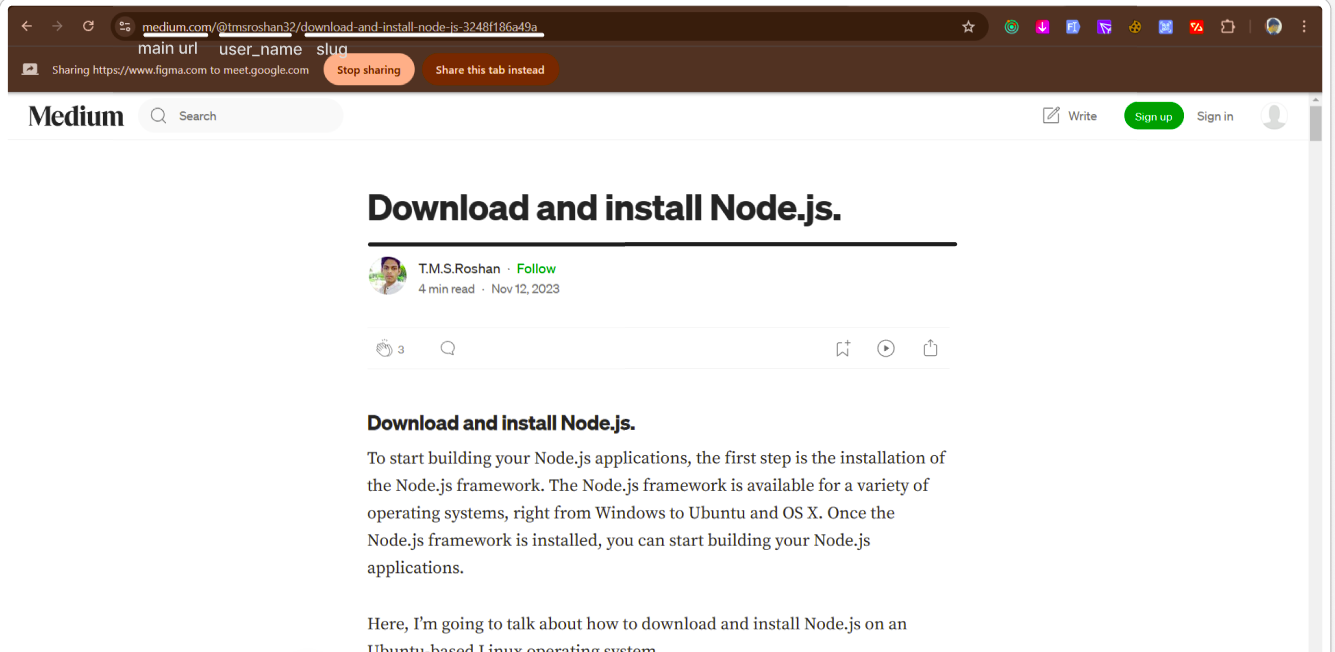 medium.com/@tmsroshan32/download-and-install-node-js-3248f186a49a
main url user_name slug
Sharing https://www.figma.com to meet.google.com Stop sharing Share this tab instead
Medium Search Write Sign up Sign in
Download and install Node.js.
T.M.S.Roshan · Follow
4 min read · Nov 12, 2023
3
Download and install Node.js.
To start building your Node.js applications, the first step is the installation of
the Node.js framework. The Node.js framework is available for a variety of
operating systems, right from Windows to Ubuntu and OS X. Once the
Node.js framework is installed, you can start building your Node.js
applications.
Here, I'm going to talk about how to download and install Node.js on an
Ubuntu-based Linux operating system.